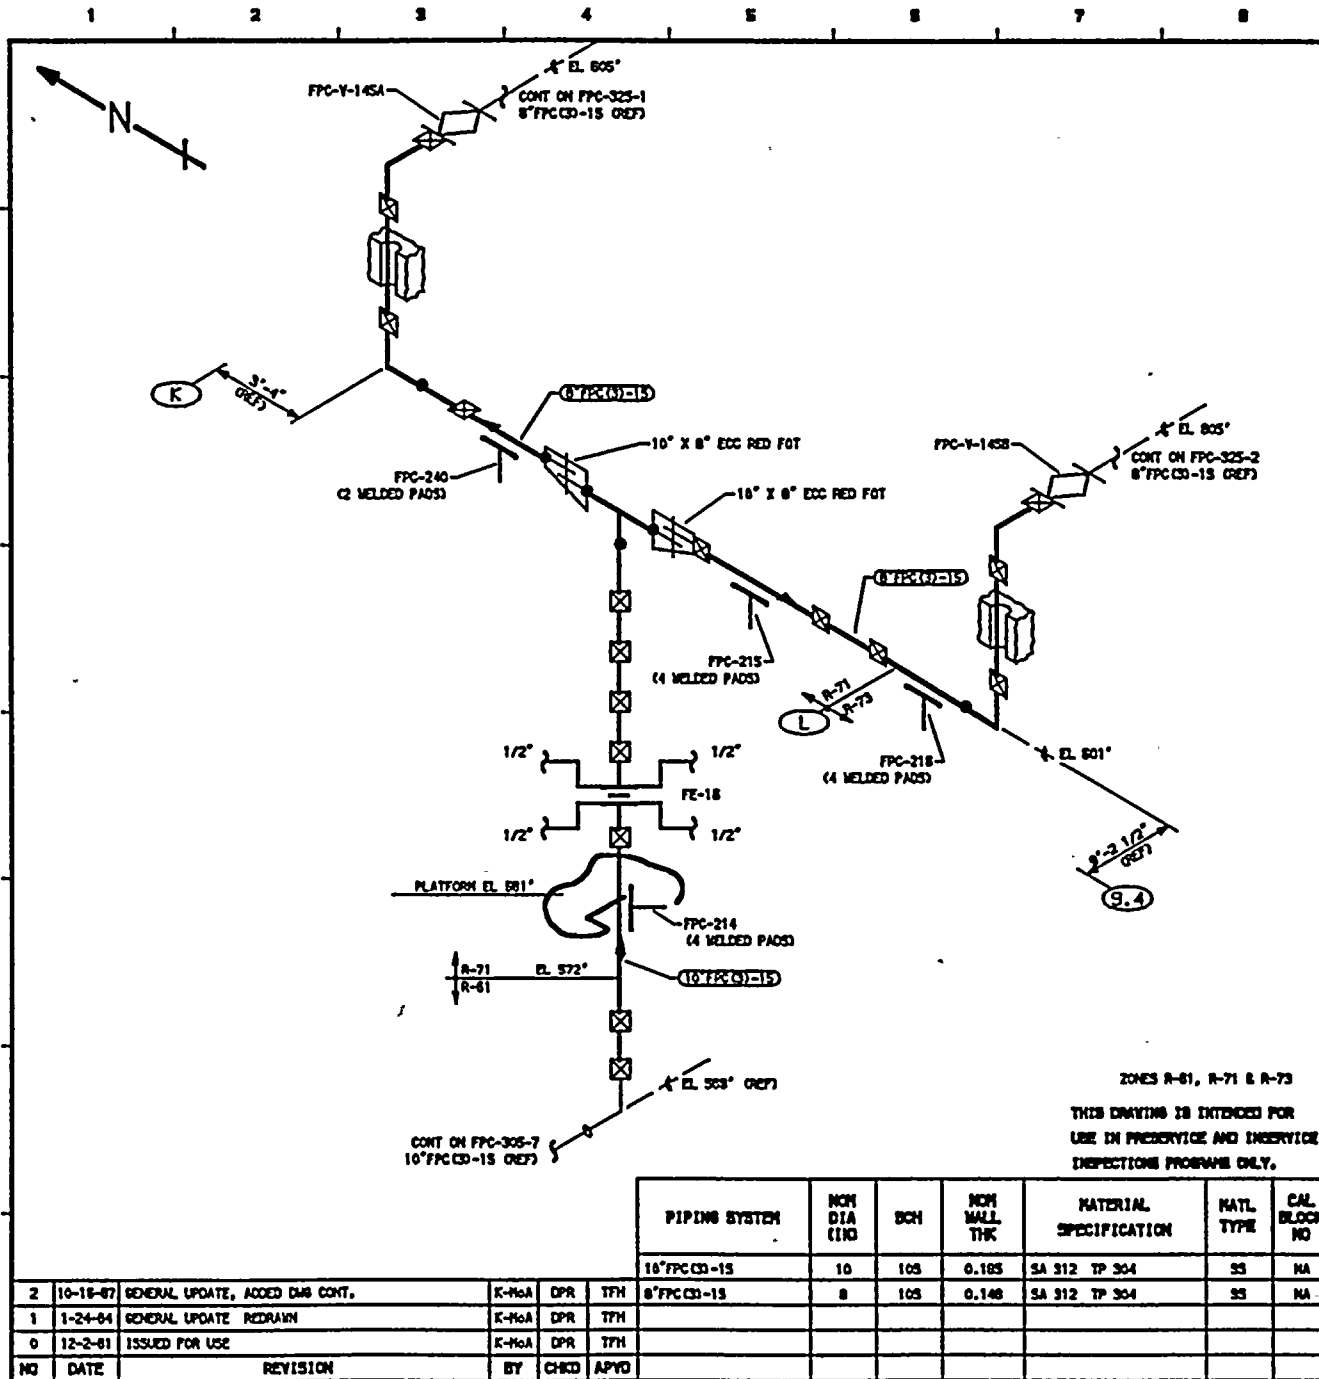 1 2 3 4 5 6 7 8
N
EL 605'
FPC-V-145A
CONT ON FPC-325-1
8"FPC(3)-1S (REF)
K
3'-4"
(REF)
8"FPC(3)-1S
10" X 8" ECC RED FOT
FPC-240
(2 WELDED PADS)
10" X 8" ECC RED FOT
EL 605'
FPC-V-145B
CONT ON FPC-325-2
8"FPC(3)-1S (REF)
8"FPC(3)-1S
FPC-215
(4 WELDED PADS)
R-71
R-73
L
FPC-216
(4 WELDED PADS)
EL 601'
9'-2 1/2"
(REF)
9.4
1/2" 1/2"
FE-18
1/2" 1/2"
PLATFORM EL 581'
FPC-214
(4 WELDED PADS)
R-71 EL 572'
R-61
10"FPC(3)-1S
EL 568' (REF)
CONT ON FPC-305-7
10"FPC(3)-1S (REF)
ZONES R-61, R-71 & R-73
THIS DRAWING IS INTENDED FOR
USE IN PRESERVICE AND INSERVICE
INSPECTIONS PROGRAMS ONLY.
PIPING SYSTEM NOM DIA (IN) SCH NOM WALL THK MATERIAL SPECIFICATION MATL TYPE CAL BLOCK NO
10"FPC(3)-1S 10 10S 0.165 SA 312 TP 304 SS NA
8"FPC(3)-1S 8 10S 0.148 SA 312 TP 304 SS NA
2 10-16-87 GENERAL UPDATE, ADDED DWG CONT. K-McA DPR TFH
1 1-24-84 GENERAL UPDATE REDRAWN K-McA DPR TFH
0 12-2-81 ISSUED FOR USE K-McA DPR TFH
NO DATE REVISION BY CHKD APVD